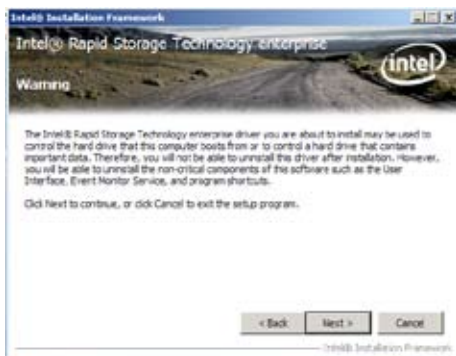 Intel® Installation Framework
Intel® Rapid Storage Technology enterprise
intel
Warning
The Intel® Rapid Storage Technology enterprise driver you are about to install may be used to
control the hard drive that this computer boots from or to control a hard drive that contains
important data. Therefore, you will not be able to uninstall this driver after installation. However,
you will be able to uninstall the non-critical components of this software such as the User
Interface, Event Monitor Service, and program shortcuts.
Click Next to continue, or click Cancel to exit the setup program.
< Back
Next >
Cancel
Intel® Installation Framework